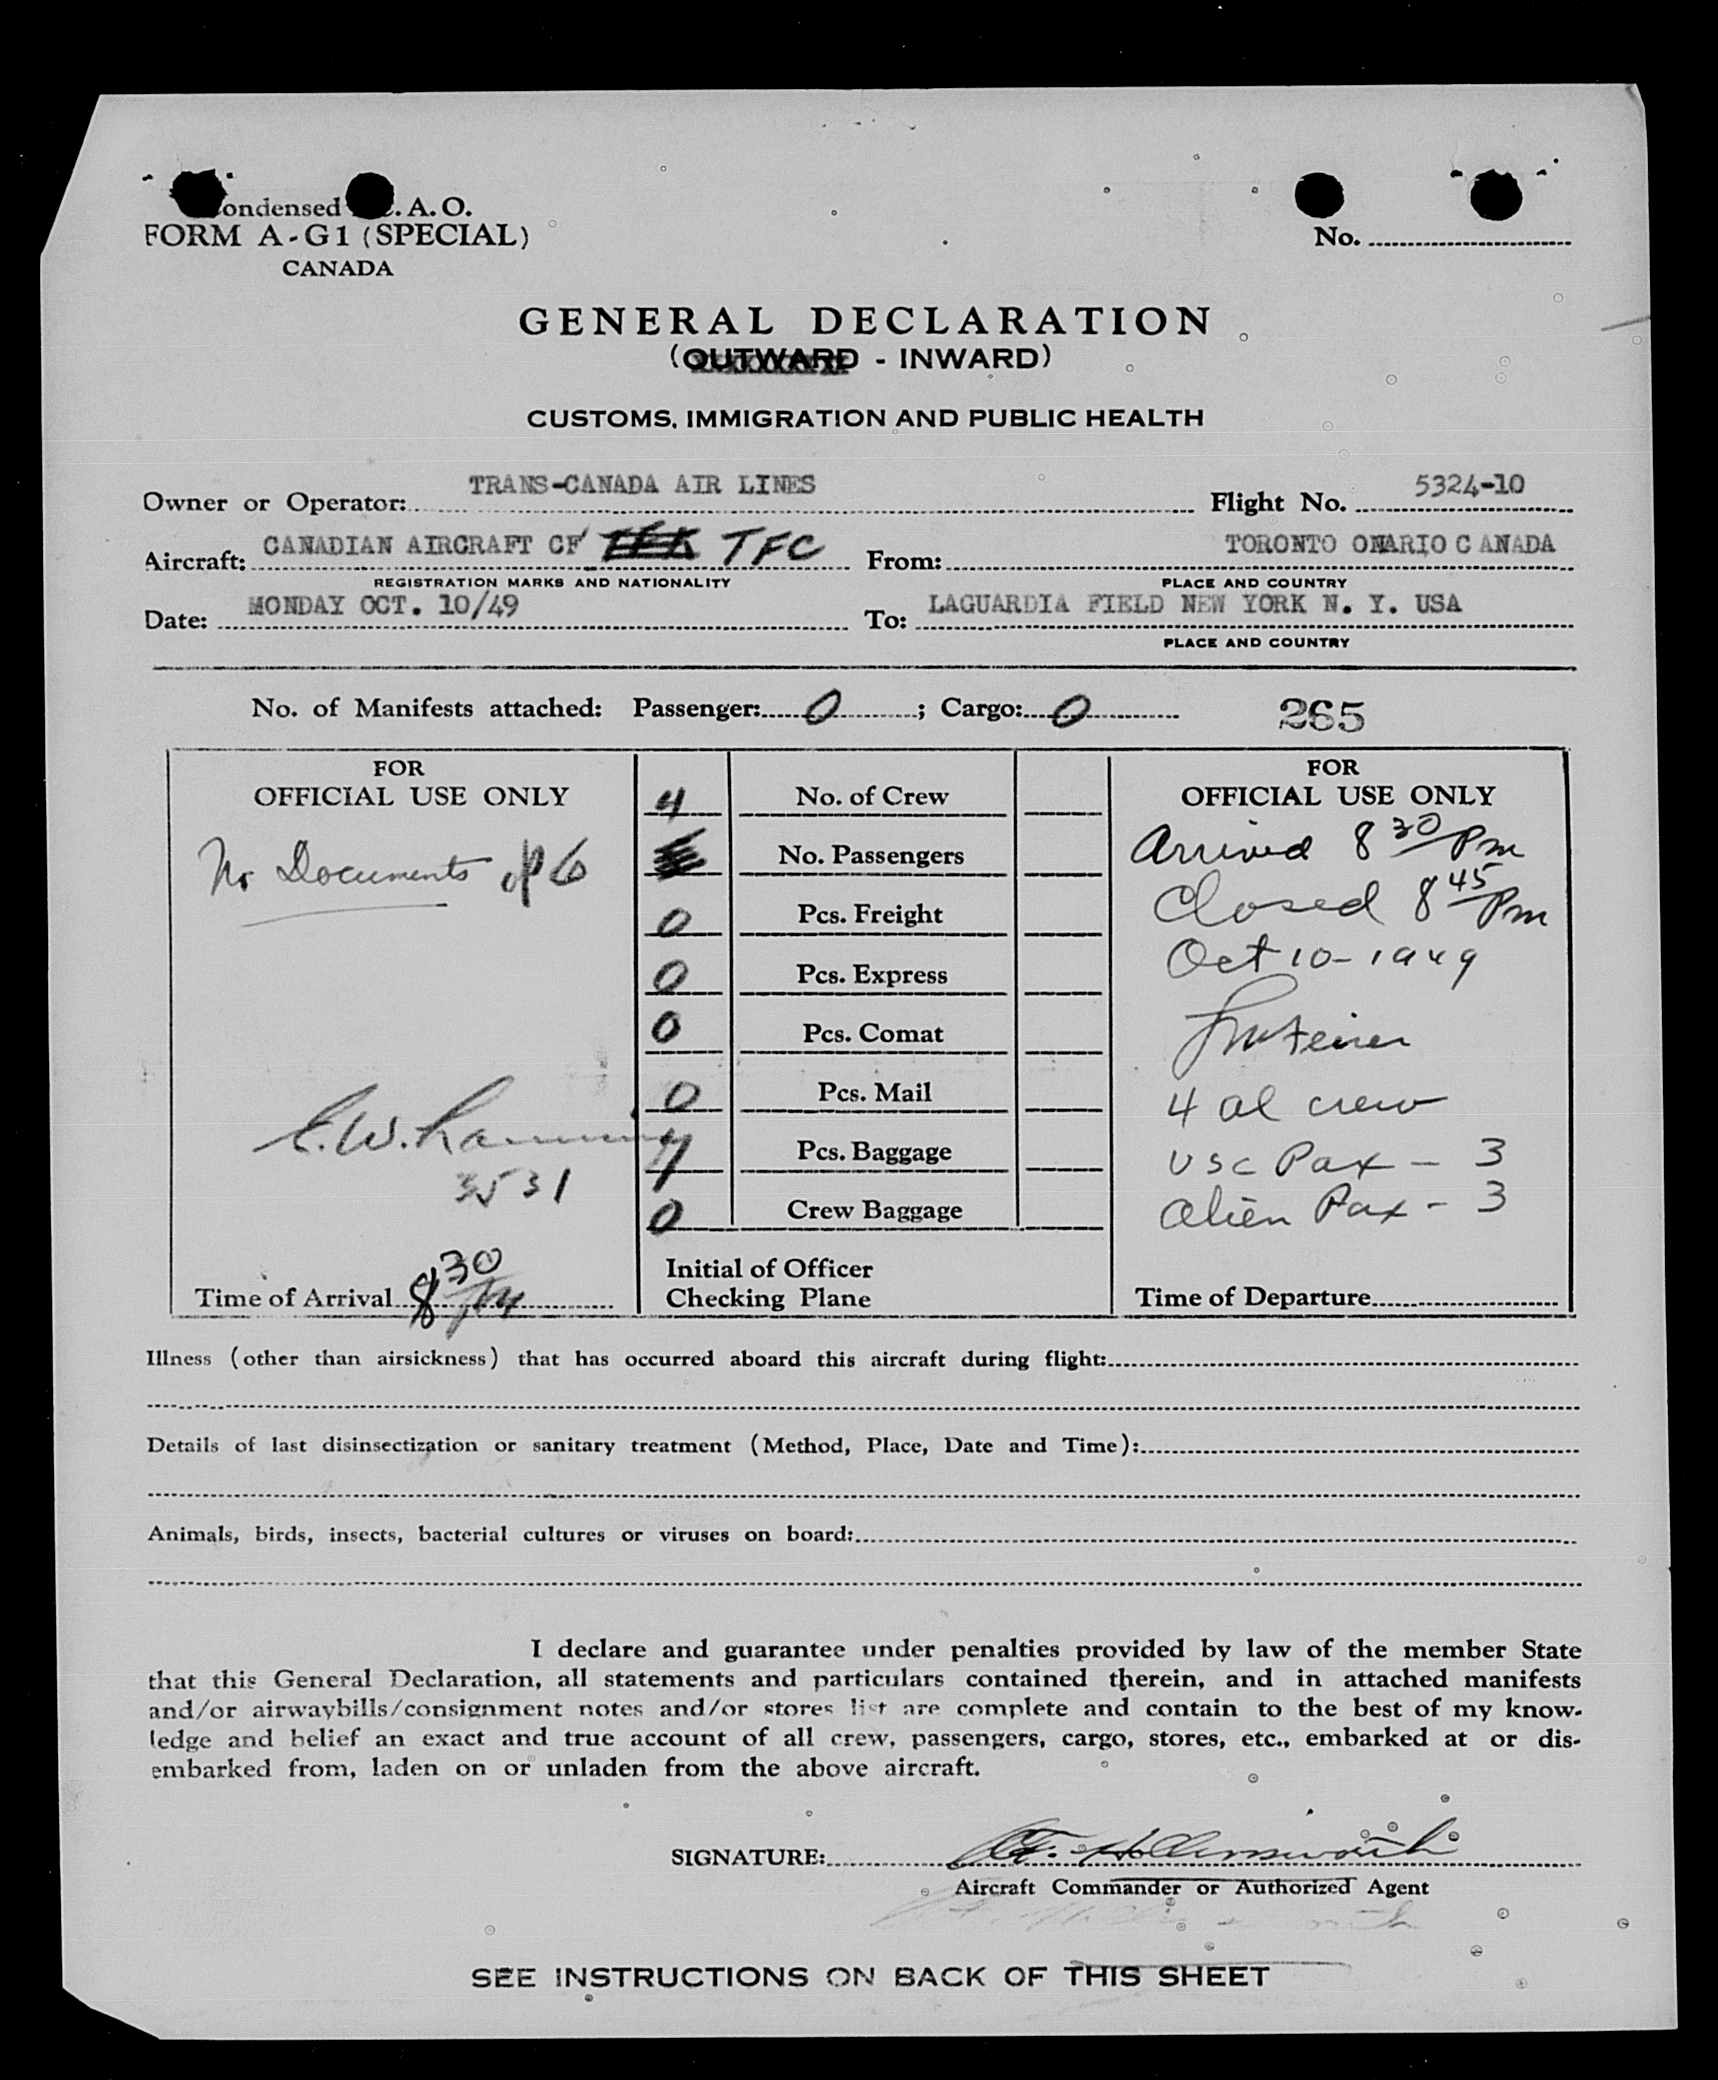 ondensed . A. O.
FORM A-G1 (SPECIAL)
CANADA
No.
GENERAL DECLARATION
(OUTWARD - INWARD)
CUSTOMS, IMMIGRATION AND PUBLIC HEALTH
Owner or Operator: TRANS-CANADA AIR LINES Flight No. 5324-10
Aircraft: CANADIAN AIRCRAFT CF TFC From: TORONTO ONARIO C ANADA
REGISTRATION MARKS AND NATIONALITY PLACE AND COUNTRY
Date: MONDAY OCT. 10/49 To: LAGUARDIA FIELD NEW YORK N. Y. USA
PLACE AND COUNTRY
No. of Manifests attached: Passenger: 0 ; Cargo: 0 265
FOR
OFFICIAL USE ONLY
No Documents
E.W.
3531
Time of Arrival 8 30
4 No. of Crew
No. Passengers
0 Pcs. Freight
0 Pcs. Express
0 Pcs. Comat
0 Pcs. Mail
Pcs. Baggage
0 Crew Baggage
Initial of Officer
Checking Plane
FOR
OFFICIAL USE ONLY
Arrived 8 30 Pm
Closed 8 45 Pm
Oct 10-1949
4 al crew
USC Pax - 3
alien Pax - 3
Time of Departure
Illness (other than airsickness) that has occurred aboard this aircraft during flight:
Details of last disinsectization or sanitary treatment (Method, Place, Date and Time):
Animals, birds, insects, bacterial cultures or viruses on board:
I declare and guarantee under penalties provided by law of the member State
that this General Declaration, all statements and particulars contained therein, and in attached manifests
and/or airwaybills/consignment notes and/or stores list are complete and contain to the best of my know-
ledge and belief an exact and true account of all crew, passengers, cargo, stores, etc., embarked at or dis-
embarked from, laden on or unladen from the above aircraft.
SIGNATURE:
Aircraft Commander or Authorized Agent
SEE INSTRUCTIONS ON BACK OF THIS SHEET